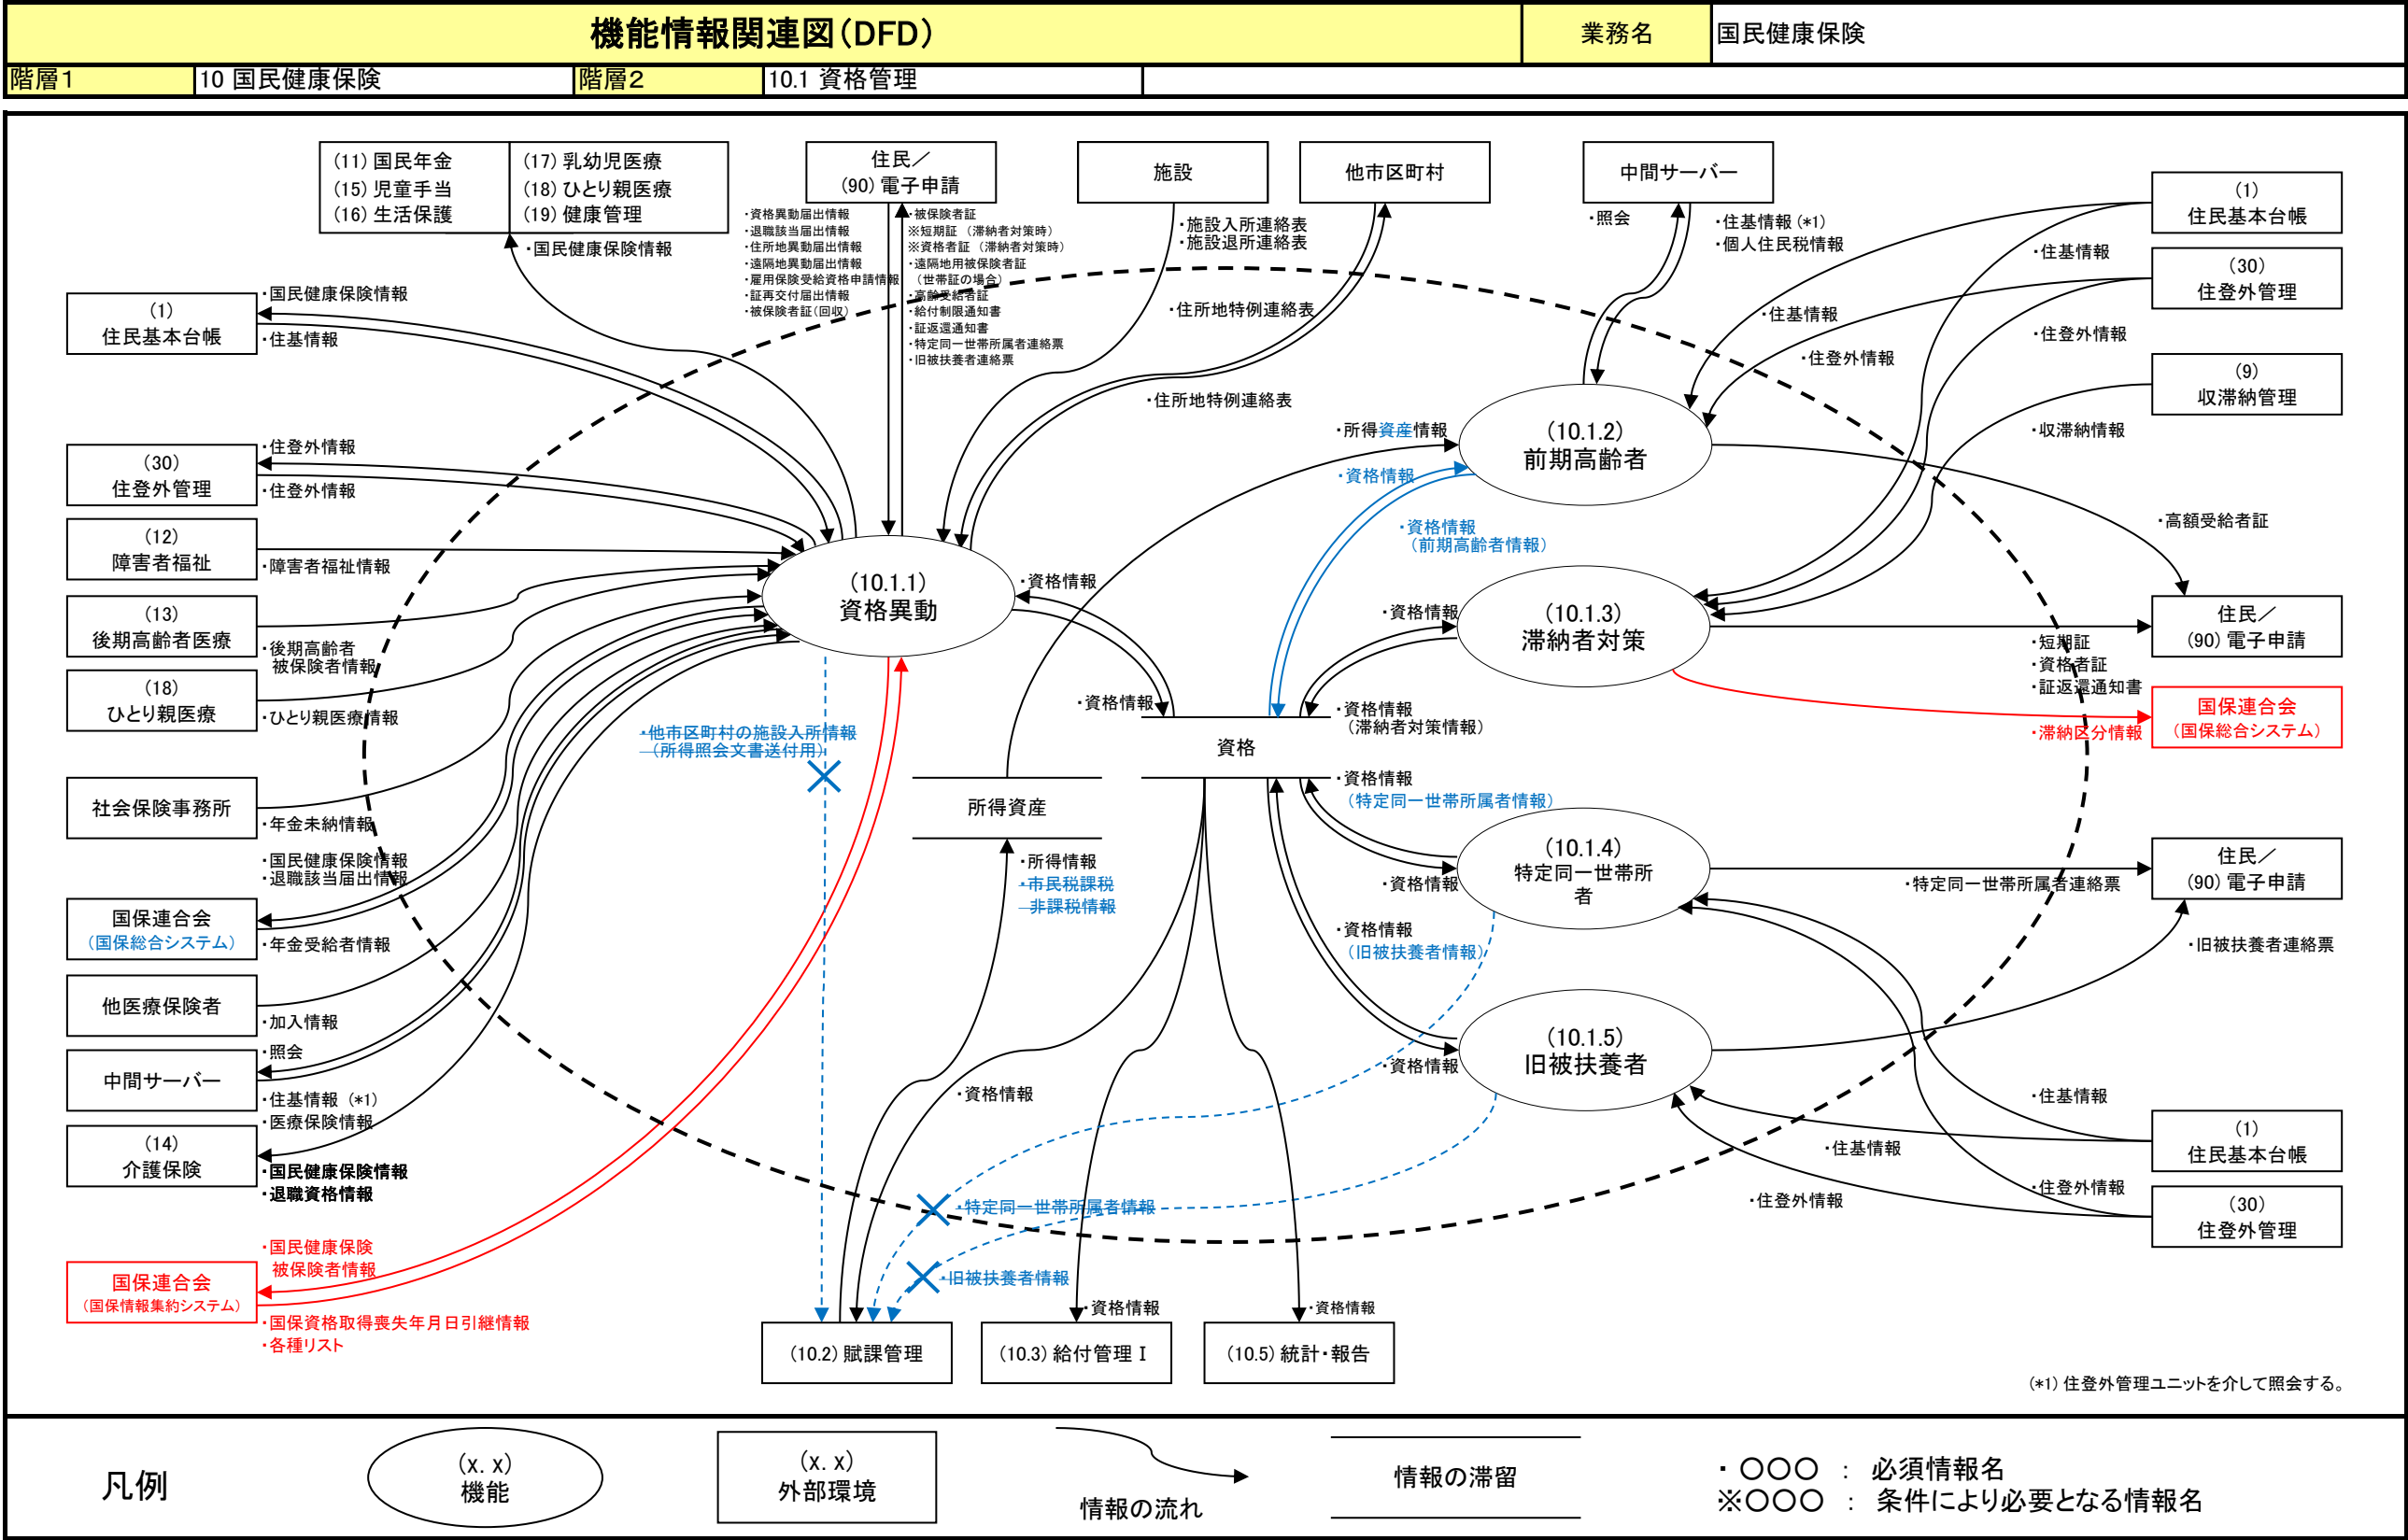 機能情報関連図（DFD）
業務名
国民健康保険
階層１
10 国民健康保険
階層２
10.1 資格管理
(11) 国民年金
(15) 児童手当
(16) 生活保護
(17) 乳幼児医療
(18) ひとり親医療
(19) 健康管理
・国民健康保険情報
住民／
(90) 電子申請
・資格異動届出情報
・退職該当届出情報
・住所地異動届出情報
・遠隔地異動届出情報
・雇用保険受給資格申請情報
・証再交付届出情報
・被保険者証（回収）
・被保険者証
※短期証 （滞納者対策時）
※資格者証 （滞納者対策時）
・遠隔地用被保険者証
（世帯証の場合）
・高齢受給者証
・給付制限通知書
・証返還通知書
・特定同一世帯所属者連絡票
・旧被扶養者連絡票
施設
・施設入所連絡表
・施設退所連絡表
他市区町村
・住所地特例連絡表
・住所地特例連絡表
中間サーバー
・照会
・住基情報 (*1)
・個人住民税情報
(1)
住民基本台帳
・住基情報
(30)
住登外管理
・住基情報
・住登外情報
・住登外情報
(9)
収滞納管理
・収滞納情報
(1)
住民基本台帳
・国民健康保険情報
・住基情報
(30)
住登外管理
・住登外情報
・住登外情報
(12)
障害者福祉
・障害者福祉情報
(13)
後期高齢者医療
・後期高齢者
被保険者情報
(18)
ひとり親医療
・ひとり親医療情報
社会保険事務所
・年金未納情報
・国民健康保険情報
・退職該当届出情報
国保連合会
（国保総合システム）
・年金受給者情報
他医療保険者
・加入情報
・照会
中間サーバー
・住基情報 (*1)
・医療保険情報
(14)
介護保険
・国民健康保険情報
・退職資格情報
・国民健康保険
被保険者情報
国保連合会
（国保情報集約システム）
・国保資格取得喪失年月日引継情報
・各種リスト
(10.1.1)
資格異動
・資格情報
・資格情報
・他市区町村の施設入所情報
（所得照会文書送付用）
所得資産
・所得情報
・市民税課税
非課税情報
資格
・所得資産情報
・資格情報
・資格情報
（前期高齢者情報）
(10.1.2)
前期高齢者
・高額受給者証
・資格情報
(10.1.3)
滞納者対策
・資格情報
（滞納者対策情報）
住民／
(90) 電子申請
・短期証
・資格者証
・証返還通知書
・滞納区分情報
国保連合会
（国保総合システム）
・資格情報
（特定同一世帯所属者情報）
(10.1.4)
特定同一世帯所
者
・資格情報
・特定同一世帯所属者連絡票
住民／
(90) 電子申請
・旧被扶養者連絡票
・資格情報
（旧被扶養者情報）
(10.1.5)
旧被扶養者
・資格情報
・資格情報
・住基情報
・住基情報
(1)
住民基本台帳
・住登外情報
・住登外情報
(30)
住登外管理
・特定同一世帯所属者情報
・旧被扶養者情報
・資格情報
・資格情報
(10.2) 賦課管理
(10.3) 給付管理Ⅰ
(10.5) 統計・報告
(*1) 住登外管理ユニットを介して照会する。
凡例
(x. x)
機能
(x. x)
外部環境
情報の流れ
情報の滞留
・ 〇〇〇 ： 必須情報名
※〇〇〇 ： 条件により必要となる情報名